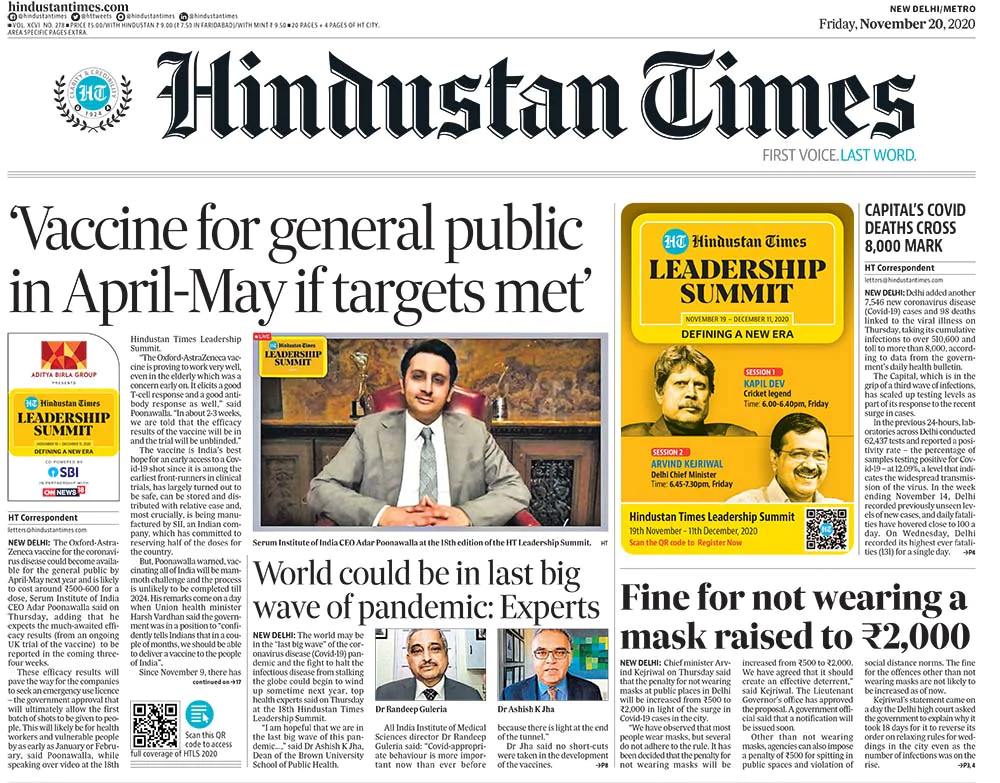 hindustantimes.com
@hindustantimes @httweets @hindustantimes @hindustantimes
■ VOL. XCVI NO. 278 ■ PRICE ₹5.00/WITH HINDUSTAN ₹ 9.00 (₹ 7.50 IN FARIDABAD)/WITH MINT ₹ 9.50 ■ 20 PAGES + 4 PAGES OF HT CITY.
AREA SPECIFIC PAGES EXTRA.
NEW DELHI/METRO
Friday, November 20, 2020
CLARITY & CREDIBILITY
HT
1924
Hindustan Times
FIRST VOICE. LAST WORD.
‘Vaccine for general public
in April-May if targets met’
ADITYA BIRLA GROUP
PRESENTS
HT Hindustan Times
LEADERSHIP
SUMMIT
NOVEMBER 19 – DECEMBER 11, 2020
DEFINING A NEW ERA
CO-POWERED BY
SBI
IN PARTNERSHIP WITH
CNN NEWS 18
HT Correspondent
letters@hindustantimes.com
NEW DELHI: The Oxford-Astra-
Zeneca vaccine for the coronavi-
rus disease could become availa-
ble for the general public by
April-May next year and is likely
to cost around ₹500-600 for a
dose, Serum Institute of India
CEO Adar Poonawalla said on
Thursday, adding that he
expects the much-awaited effi-
cacy results (from an ongoing
UK trial of the vaccine) to be
reported in the coming three-
four weeks.
These efficacy results will
pave the way for the companies
to seek an emergency use licence
– the government approval that
will ultimately allow the first
batch of shots to be given to peo-
ple. This will likely be for health
workers and vulnerable people
by as early as January or Febru-
ary, said Poonawalla, while
speaking over video at the 18th
Hindustan Times Leadership
Summit.
“The Oxford-AstraZeneca vac-
cine is proving to work very well,
even in the elderly which was a
concern early on. It elicits a good
T-cell response and a good anti-
body response as well,” said
Poonawalla. “In about 2-3 weeks,
we are told that the efficacy
results of the vaccine will be in
and the trial will be unblinded.”
The vaccine is India’s best
hope for an early access to a Cov-
id-19 shot since it is among the
earliest front-runners in clinical
trials, has largely turned out to
be safe, can be stored and dis-
tributed with relative ease and,
most crucially, is being manu-
factured by SII, an Indian com-
pany, which has committed to
reserving half of the doses for
the country.
But, Poonawalla warned, vac-
cinating all of India will be mam-
moth challenge and the process
is unlikely to be completed till
2024. His remarks come on a day
when Union health minister
Harsh Vardhan said the govern-
ment was in a position to “confi-
dently tells Indians that in a cou-
ple of months, we should be able
to deliver a vaccine to the people
of India”.
Since November 9, there has
continued on →17
Scan this
QR code
to access
full coverage of HTLS 2020
LIVE
HT Hindustan Times
LEADERSHIP
SUMMIT
Serum Institute of India CEO Adar Poonawalla at the 18th edition of the HT Leadership Summit. HT
World could be in last big
wave of pandemic: Experts
NEW DELHI: The world may be
in the “last big wave” of the cor-
onavirus disease (Covid-19) pan-
demic and the fight to halt the
infectious disease from stalking
the globe could begin to wind
up sometime next year, top
health experts said on Thursday
at the 18th Hindustan Times
Leadership Summit.
“I am hopeful that we are in
the last big wave of this pan-
demic...,” said Dr Ashish K Jha,
Dean of the Brown University
School of Public Health.
Dr Randeep Guleria
All India Institute of Medical
Sciences director Dr Randeep
Guleria said: “Covid-appropri-
ate behaviour is more impor-
tant now than ever before
Dr Ashish K Jha
because there is light at the end
of the tunnel”.
Dr Jha said no short-cuts
were taken in the development
of the vaccines. →P8
HT Hindustan Times
LEADERSHIP
SUMMIT
NOVEMBER 19 – DECEMBER 11, 2020
DEFINING A NEW ERA
SESSION 1
KAPIL DEV
Cricket legend
Time: 6.00-6.40pm, Friday
SESSION 2
ARVIND KEJRIWAL
Delhi Chief Minister
Time: 6.45-7.30pm, Friday
Hindustan Times Leadership Summit
19th November - 11th December, 2020
Scan the QR code to Register Now
CAPITAL’S COVID
DEATHS CROSS
8,000 MARK
HT Correspondent
letters@hindustantimes.com
NEW DELHI: Delhi added another
7,546 new coronavirus disease
(Covid-19) cases and 98 deaths
linked to the viral illness on
Thursday, taking its cumulative
infections to over 510,600 and
toll to more than 8,000, accord-
ing to data from the govern-
ment’s daily health bulletin.
The Capital, which is in the
grip of a third wave of infections,
has scaled up testing levels as
part of its response to the recent
surge in cases.
In the previous 24-hours, lab-
oratories across Delhi conducted
62,437 tests and reported a posi-
tivity rate – the percentage of
samples testing positive for Cov-
id-19 – at 12.09%, a level that indi-
cates the widespread transmis-
sion of the virus. In the week
ending November 14, Delhi
recorded previously unseen lev-
els of new cases, and daily fatali-
ties have hovered close to 100 a
day. On Wednesday, Delhi
recorded its highest ever fatali-
ties (131) for a single day. →P4
Fine for not wearing a
mask raised to ₹2,000
NEW DELHI: Chief minister Arv-
ind Kejriwal on Thursday said
that the penalty for not wearing
masks at public places in Delhi
will be increased from ₹500 to
₹2,000 in light of the surge in
Covid-19 cases in the city.
“We have observed that most
people wear masks, but several
do not adhere to the rule. It has
been decided that the penalty for
not wearing masks will be
increased from ₹500 to ₹2,000.
We have agreed that it should
create an effective deterrent,”
said Kejriwal. The Lieutenant
Governor’s office has approved
the proposal. A government offi-
cial said that a notification will
be issued soon.
Other than not wearing
masks, agencies can also impose
a penalty of ₹500 for spitting in
public spaces and violation of
social distance norms. The fine
for the offences other than not
wearing masks are not likely to
be increased as of now.
Kejriwal’s statement came on
a day the Delhi high court asked
the government to explain why it
took 18 days for it to reverse its
order on relaxing rules for wed-
dings in the city even as the
number of infections was on the
rise. →P3, 4